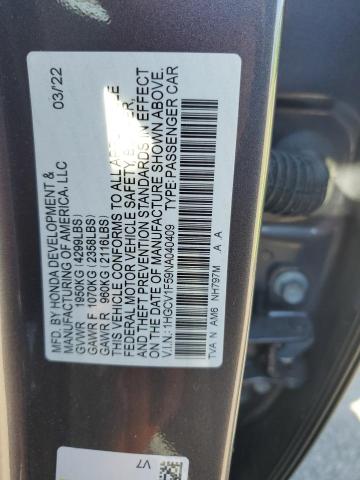 MFD. BY HONDA DEVELOPMENT &
MANUFACTURING OF AMERICA, LLC
03/22
GVWR 1950KG (4299LBS)
GAWR F 1070KG (2358LBS)
GAWR R 960KG (2116LBS)
THIS VEHICLE CONFORMS TO ALL APPLICABLE
FEDERAL MOTOR VEHICLE SAFETY, BUMPER,
AND THEFT PREVENTION STANDARDS IN EFFECT
ON THE DATE OF MANUFACTURE SHOWN ABOVE.
V.I.N.: 1HGCV1F59NA040409 TYPE:PASSENGER CAR
TVA N AM6 NH797M A A
V7